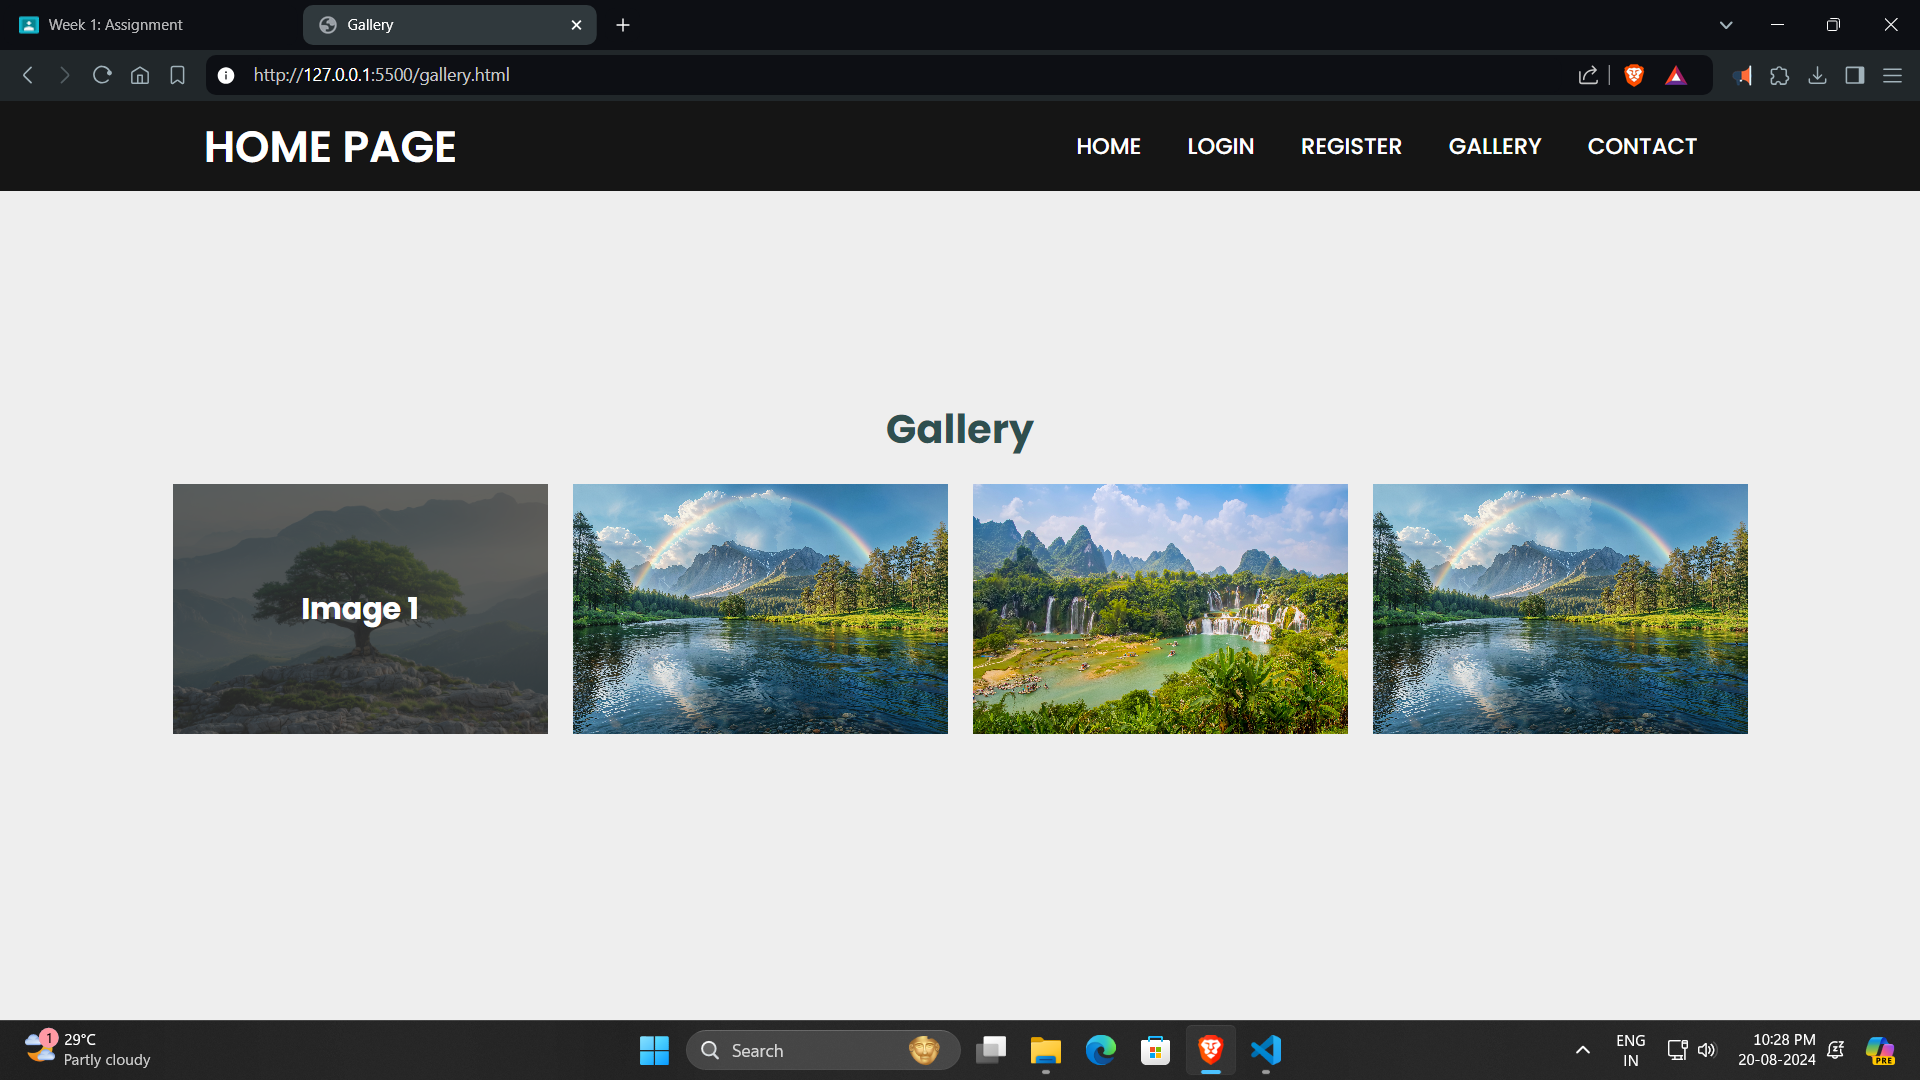 Week 1: Assignment
Gallery
http://127.0.0.1:5500/gallery.html
HOME PAGE
HOME
LOGIN
REGISTER
GALLERY
CONTACT
Gallery
Image 1
1
29°C
Partly cloudy
Search
ENG
IN
10:28 PM
20-08-2024
PRE